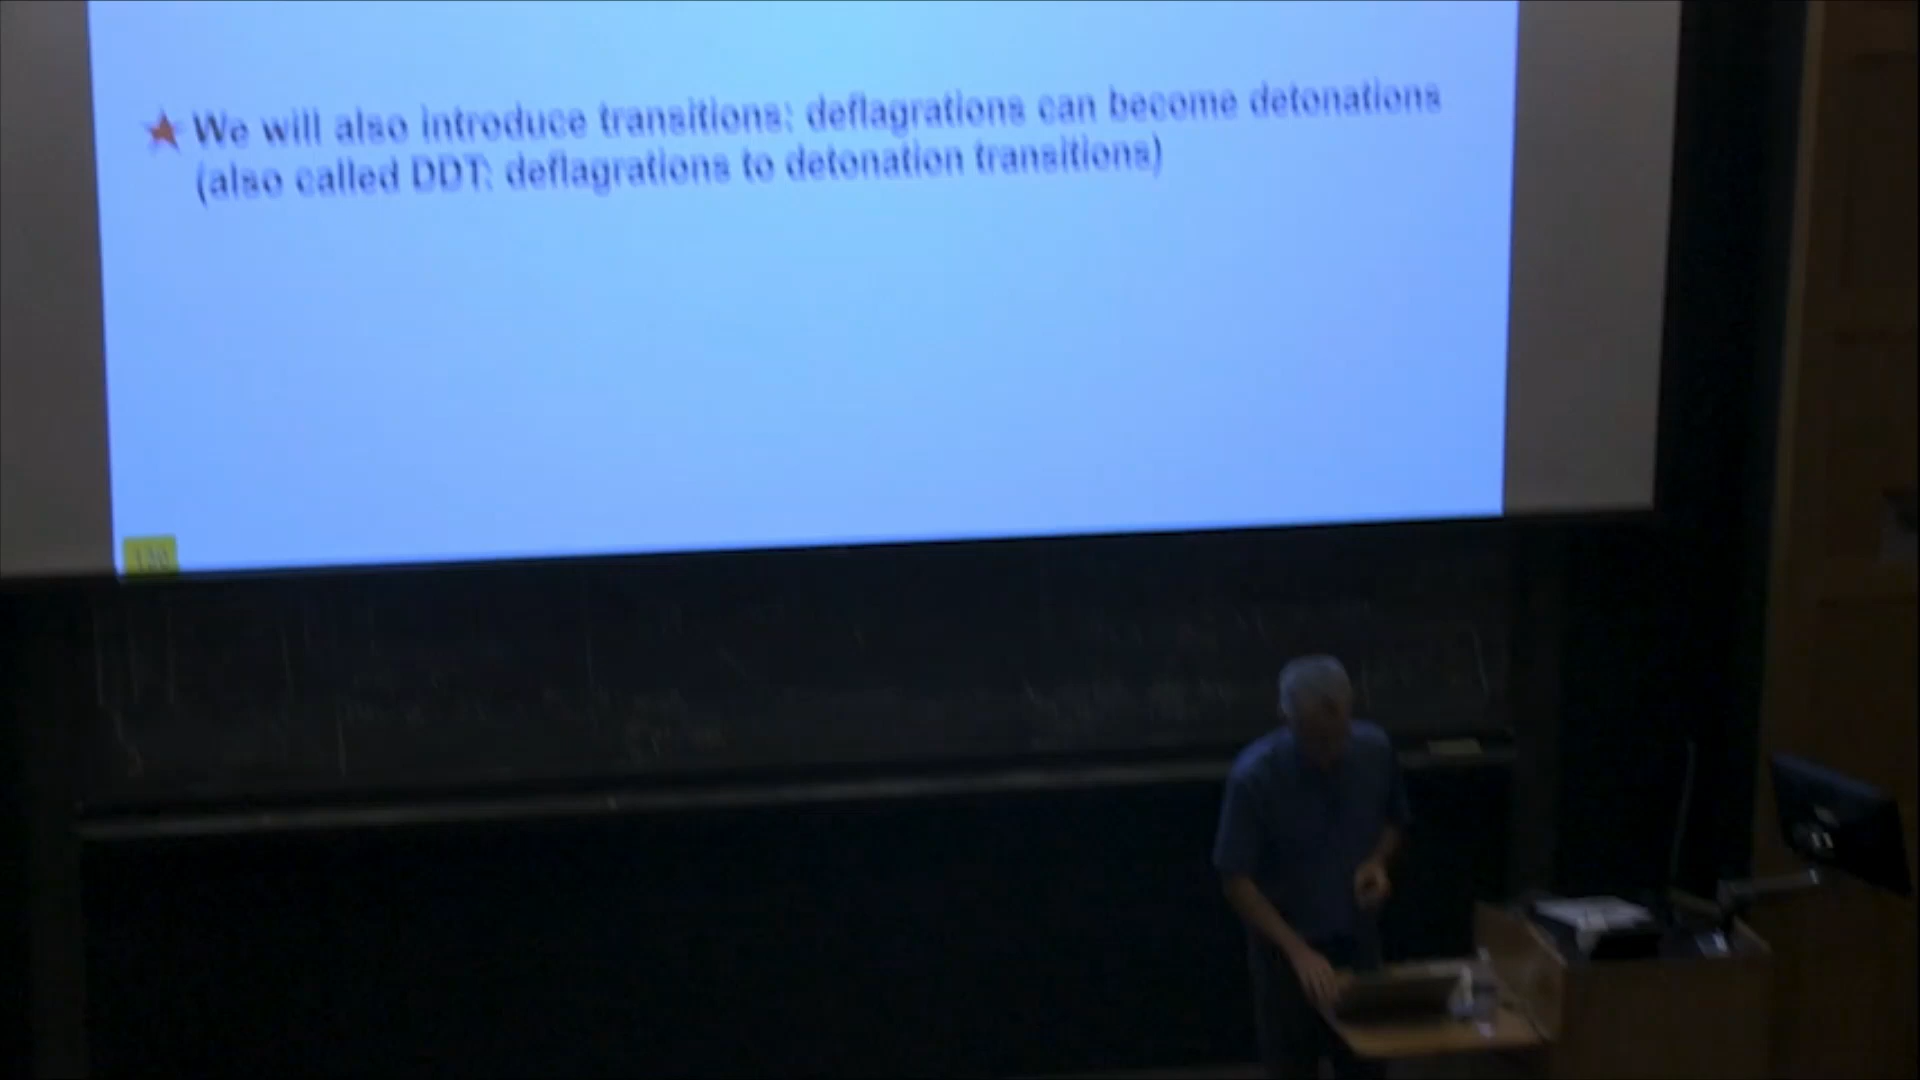 We will also introduce transitions: deflagrations can become detonations
(also called DDT: deflagrations to detonation transitions)